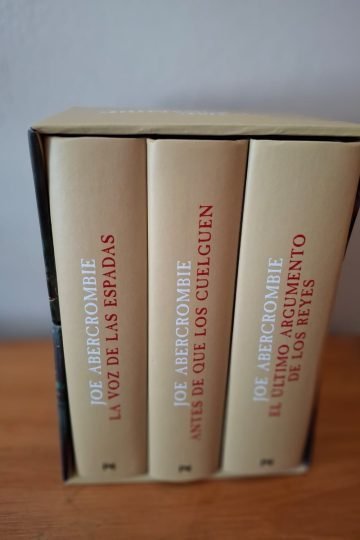 JOE ABERCROMBIE
LA VOZ DE LAS ESPADAS
JOE ABERCROMBIE
ANTES DE QUE LOS CUELGUEN
JOE ABERCROMBIE
EL ÚLTIMO ARGUMENTO
DE LOS REYES